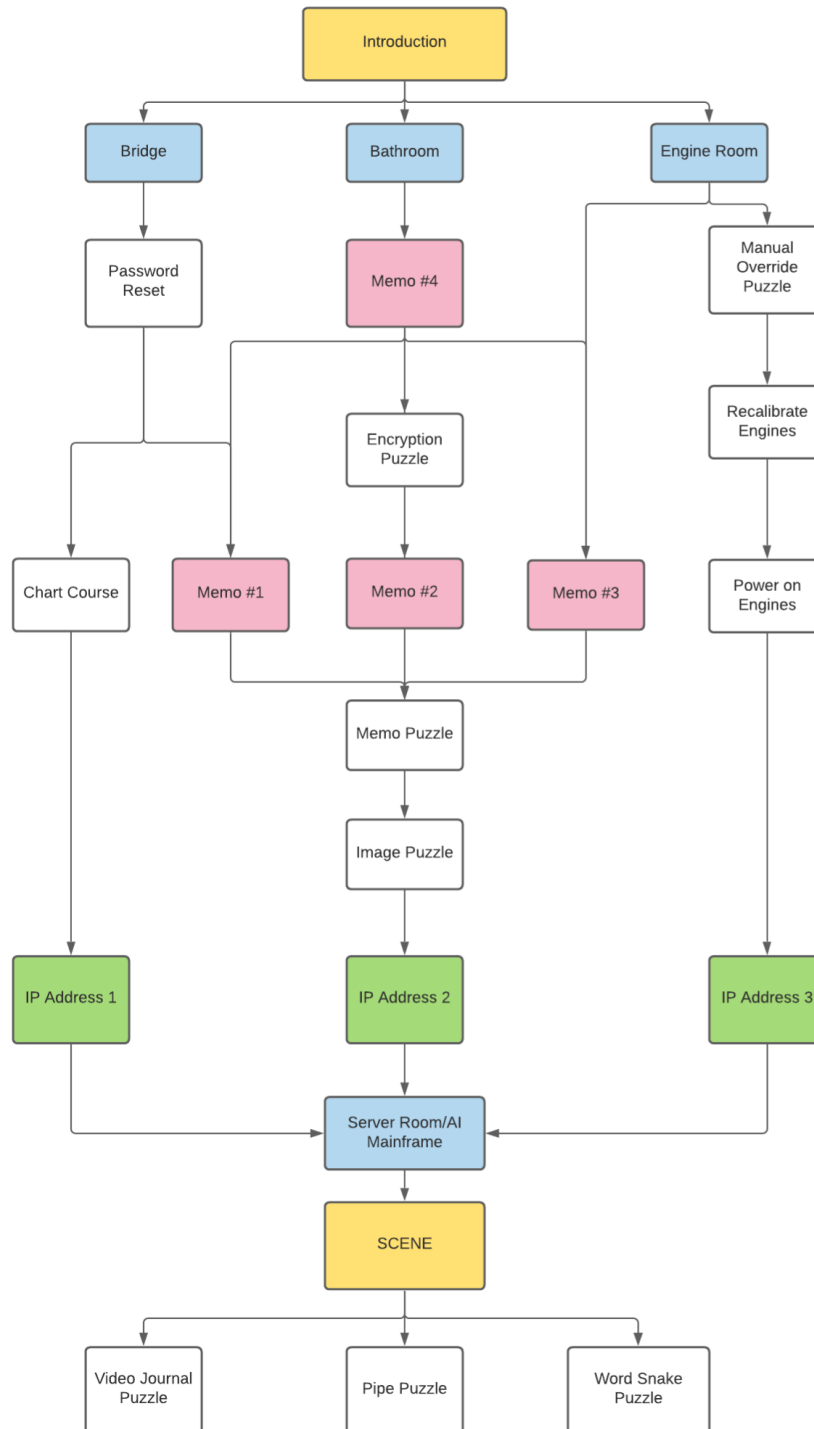 Introduction
Bridge
Bathroom
Engine Room
Password
Reset
Memo #4
Manual
Override
Puzzle
Encryption
Puzzle
Recalibrate
Engines
Chart Course
Memo #1
Memo #2
Memo #3
Power on
Engines
Memo Puzzle
Image Puzzle
IP Address 1
IP Address 2
IP Address 3
Server Room/AI
Mainframe
SCENE
Video Journal
Puzzle
Pipe Puzzle
Word Snake
Puzzle